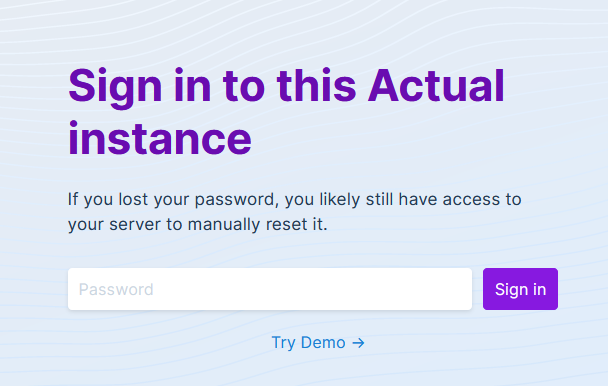 Sign in to this Actual
instance
If you lost your password, you likely still have access to
your server to manually reset it.
Password
Sign in
Try Demo →